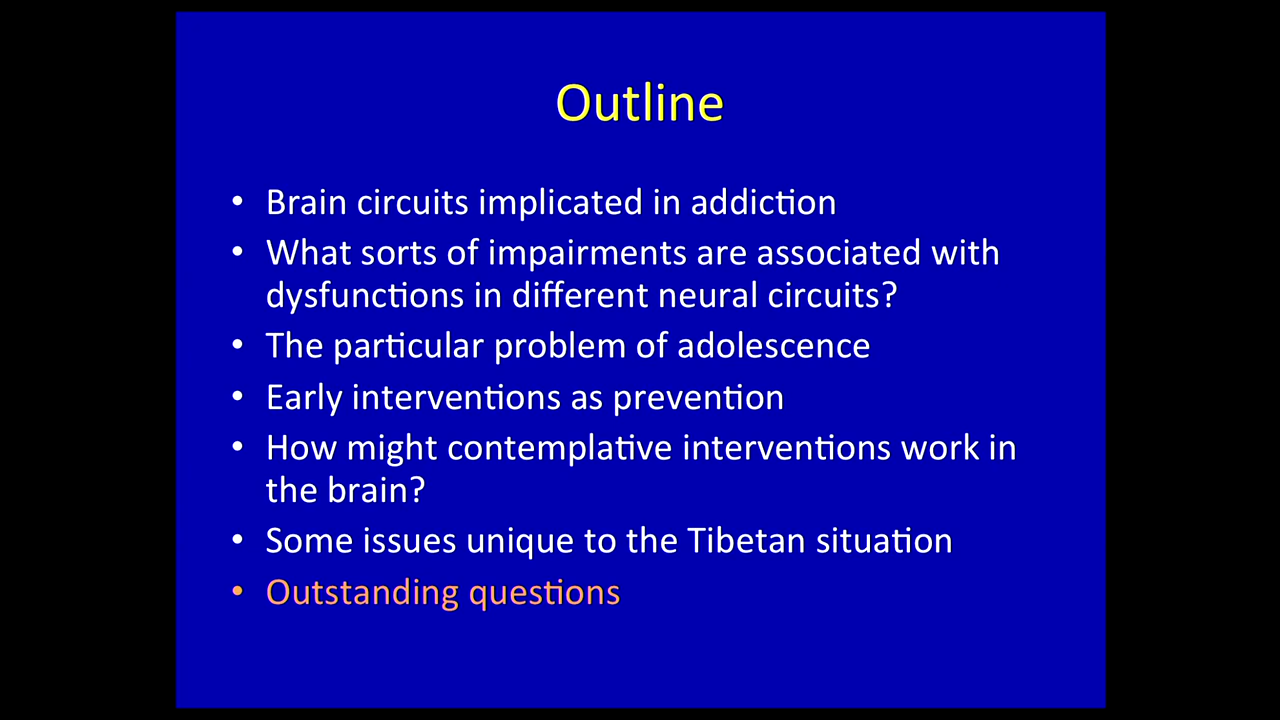 Outline
• Brain circuits implicated in addiction
• What sorts of impairments are associated with
dysfunctions in different neural circuits?
• The particular problem of adolescence
• Early interventions as prevention
• How might contemplative interventions work in
the brain?
• Some issues unique to the Tibetan situation
• Outstanding questions